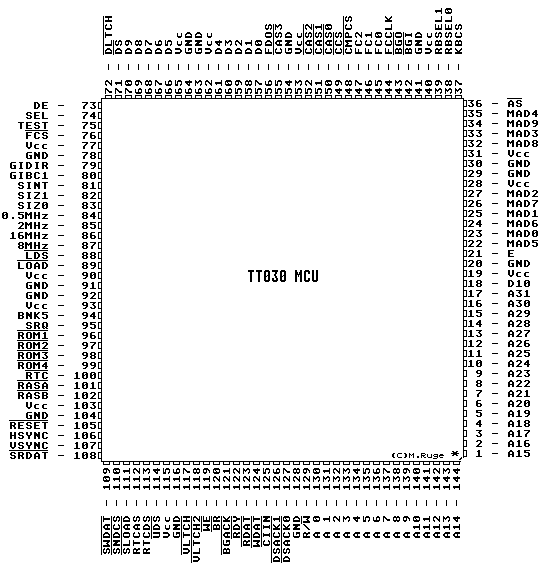 DLTCH - 72
DS - 71
D9 - 70
D8 - 69
D7 - 68
D6 - 67
D5 - 66
Vcc - 65
GND - 64
GND - 63
Vcc - 62
D4 - 61
D3 - 60
D2 - 59
D1 - 58
D0 - 57
FD0S - 56
CAS3 - 55
GND - 54
Vcc - 53
CAS2 - 52
CAS1 - 51
CAS0 - 50
CCS - 49
CMPCS - 48
FC2 - 47
FC1 - 46
FC0 - 45
FCCLK - 44
BGO - 43
BGI - 42
GND - 41
Vcc - 40
RBSEL1 - 39
RBSEL0 - 38
KBCS - 37
DE - 73
SEL - 74
TEST - 75
FCS - 76
Vcc - 77
GND - 78
GIDIR - 79
GIBC1 - 80
SINT - 81
SIZ1 - 82
SIZ0 - 83
0.5MHz - 84
2MHz - 85
16MHz - 86
8MHz - 87
LDS - 88
LOAD - 89
Vcc - 90
GND - 91
GND - 92
Vcc - 93
BNK5 - 94
SRQ - 95
ROM1 - 96
ROM2 - 97
ROM3 - 98
ROM4 - 99
RTC - 100
RASA - 101
RASB - 102
Vcc - 103
GND - 104
RESET - 105
HSYNC - 106
VSYNC - 107
SRDAT - 108
TT030 MCU
(C)M.Ruge *
36 - AS
35 - MAD4
34 - MAD9
33 - MAD3
32 - MAD8
31 - Vcc
30 - GND
29 - GND
28 - Vcc
27 - MAD2
26 - MAD7
25 - MAD1
24 - MAD6
23 - MAD0
22 - MAD5
21 - E
20 - GND
19 - Vcc
18 - D10
17 - A31
16 - A30
15 - A29
14 - A28
13 - A27
12 - A26
11 - A25
10 - A24
9 - A23
8 - A22
7 - A21
6 - A20
5 - A19
4 - A18
3 - A17
2 - A16
1 - A15
SWDAT - 109
SNDCS - 110
SLOAD - 111
RTCAS - 112
RTCDS - 113
UDS - 114
Vcc - 115
GND - 116
VLTCH - 117
VLTCH2 - 118
WE - 119
BR - 120
BGACK - 121
RDY - 122
RDAT - 123
WDAT - 124
CIIN - 125
DSACK1 - 126
DSACK0 - 127
GND - 128
R/W - 129
A 0 - 130
A 1 - 131
A 2 - 132
A 3 - 133
A 4 - 134
A 5 - 135
A 6 - 136
A 7 - 137
A 8 - 138
A 9 - 139
A 10 - 140
A 11 - 141
A 12 - 142
A 13 - 143
A 14 - 144